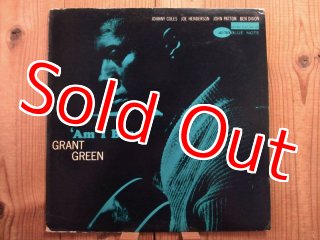 JOHNNY COLES JOE HENDERSON JOHN PATTON BEN DIXON
BLUE NOTE
Sold Out
'Am I
GRANT
GREEN